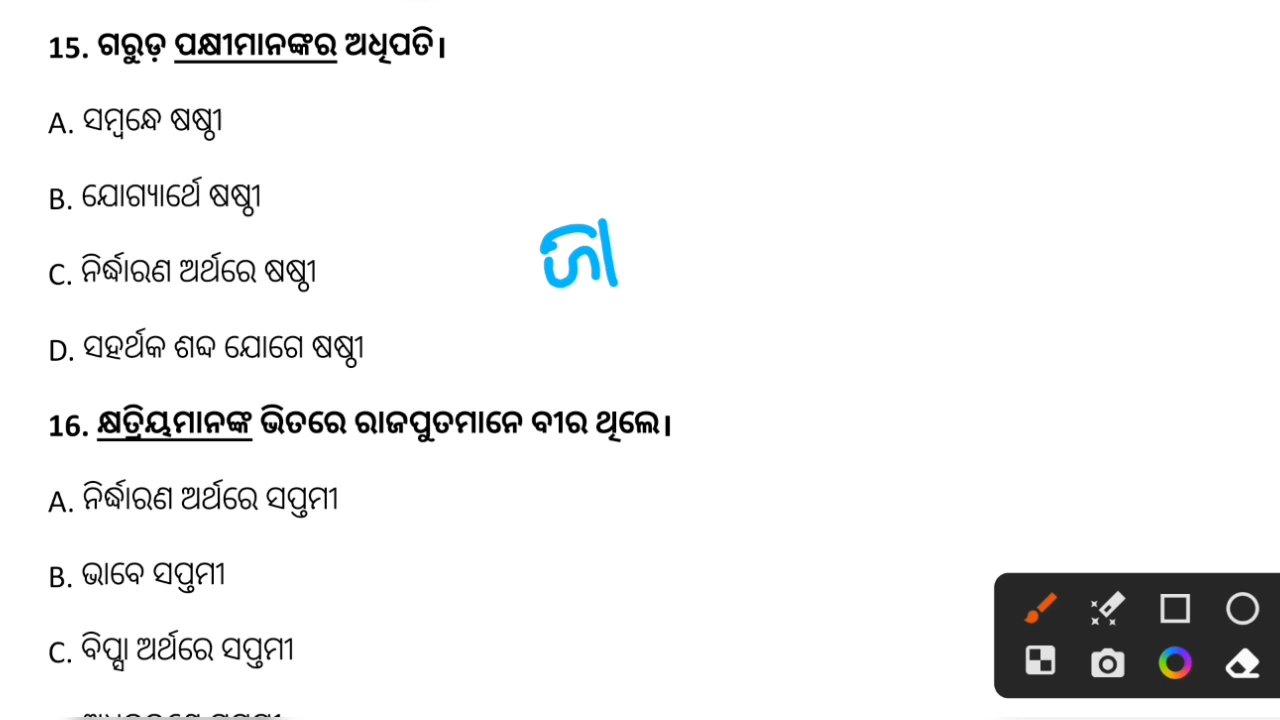 15. ଗରୁଡ଼ ପକ୍ଷୀମାନଙ୍କର ଅଧିପତି।
A. ସମ୍ବନ୍ଧେ ଷଷ୍ଠୀ
B. ଯୋଗ୍ୟାର୍ଥେ ଷଷ୍ଠୀ
C. ନିର୍ଦ୍ଧାରଣ ଅର୍ଥରେ ଷଷ୍ଠୀ
D. ସହର୍ଥକ ଶବ୍ଦ ଯୋଗେ ଷଷ୍ଠୀ
16. କ୍ଷତ୍ରିୟମାନଙ୍କ ଭିତରେ ରାଜପୁତମାନେ ବୀର ଥିଲେ।
A. ନିର୍ଦ୍ଧାରଣ ଅର୍ଥରେ ସପ୍ତମୀ
B. ଭାବେ ସପ୍ତମୀ
C. ବିପ୍ସା ଅର୍ଥରେ ସପ୍ତମୀ